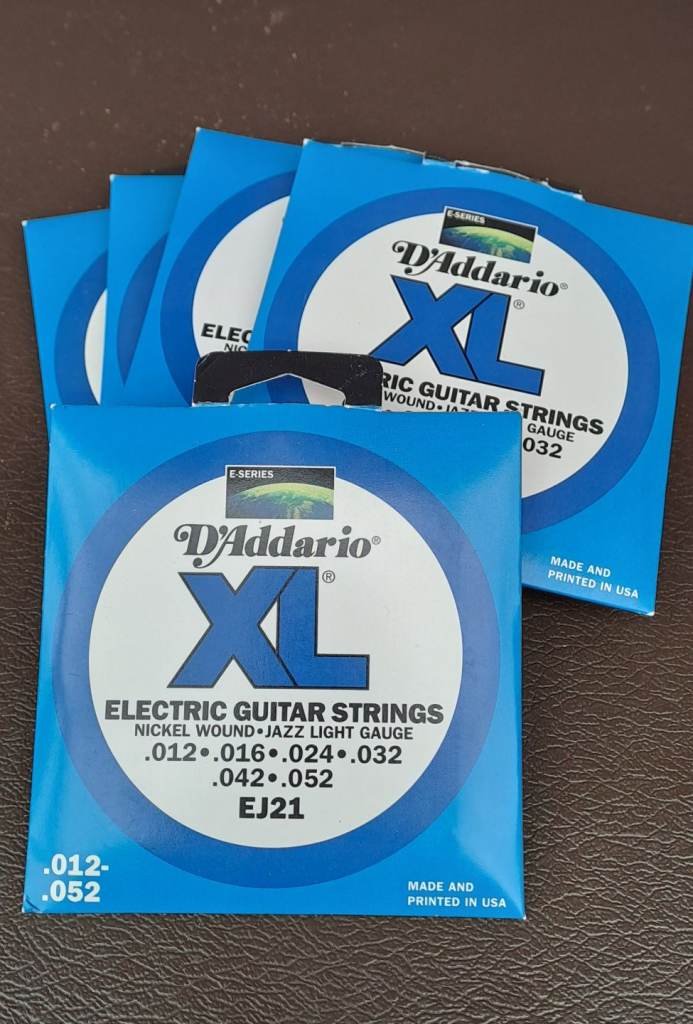 E-SERIES
D'Addario®
XL®
RIC GUITAR STRINGS
WOUND•JAZZ
GAUGE
032
MADE AND
PRINTED IN USA
ELEC
NIC
E-SERIES
D'Addario®
XL®
ELECTRIC GUITAR STRINGS
NICKEL WOUND•JAZZ LIGHT GAUGE
.012•.016•.024•.032
.042•.052
EJ21
.012-
.052
MADE AND
PRINTED IN USA